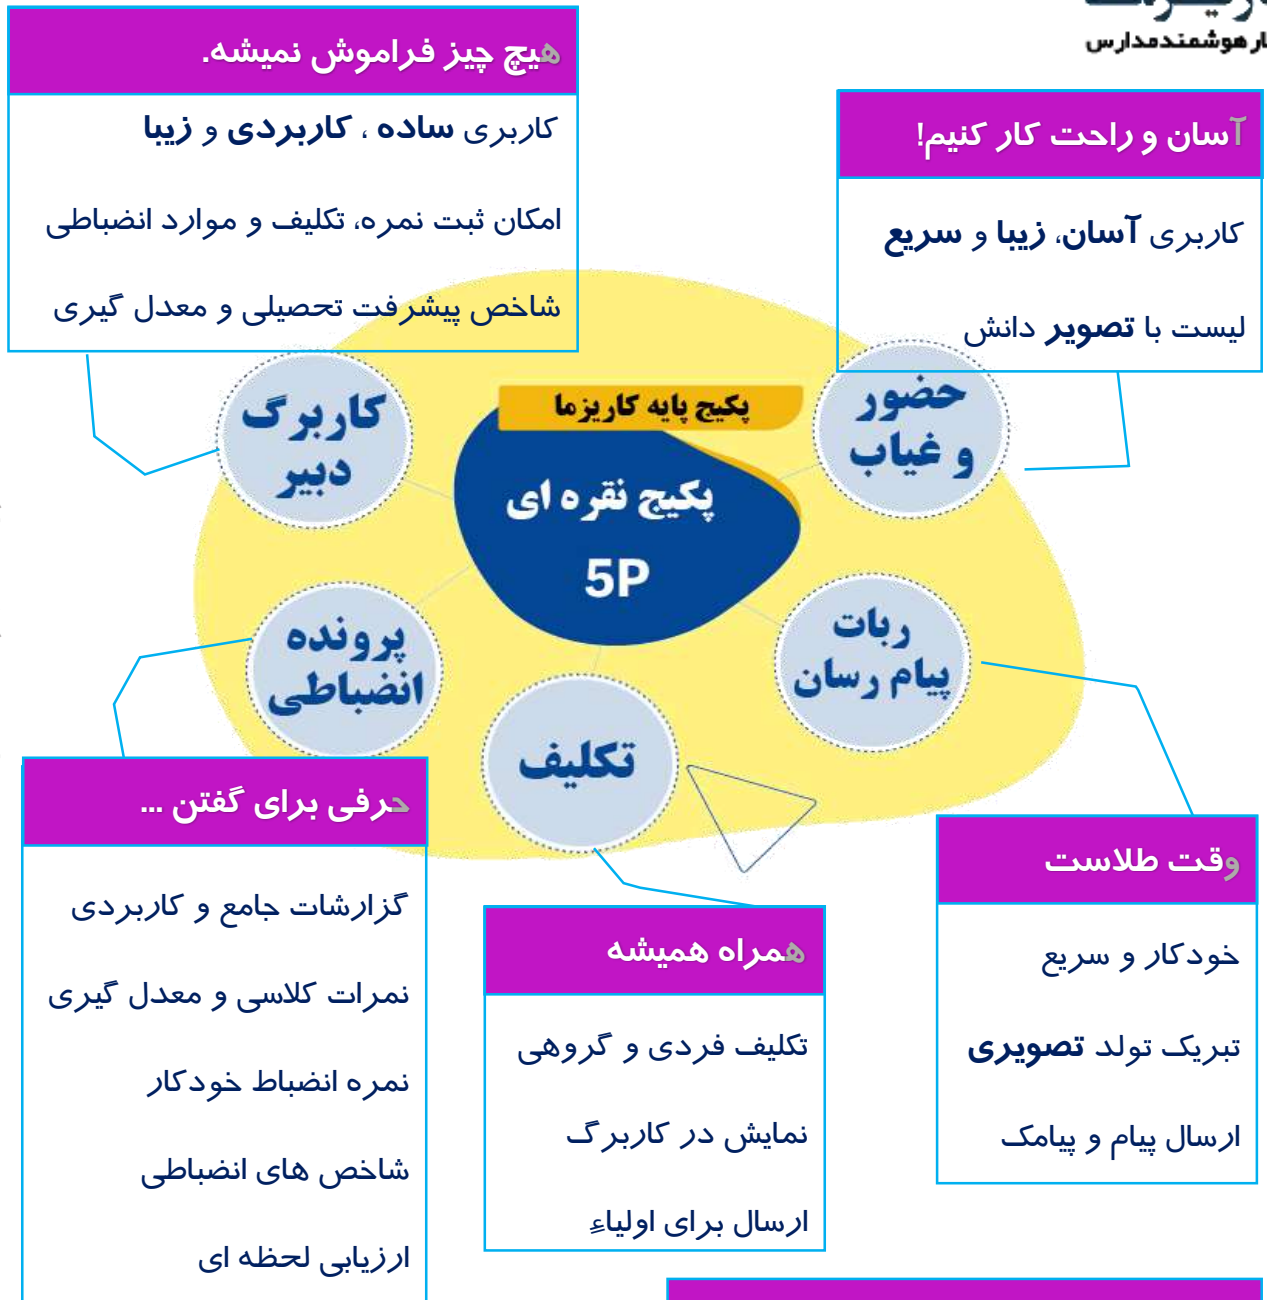 هوشمندمدارس
هیچ چیز فراموش نمیشه.
کاربری ساده ، کاربردی و زیبا
امکان ثبت نمره، تکلیف و موارد انضباطی
شاخص پیشرفت تحصیلی و معدل گیری
آسان و راحت کار کنیم!
کاربری آسان، زیبا و سریع
لیست با تصویر دانش
پکیج پایه کاریزما
پکیج نقره ای
5P
حضور
و غیاب
کاربرگ
دبیر
ربات
پیام رسان
پرونده
انضباطی
تکلیف
وقت طلاست
خودکار و سریع
تبریک تولد تصویری
ارسال پیام و پیامک
همراه همیشه
تکلیف فردی و گروهی
نمایش در کاربرگ
ارسال برای اولیاءِ
حرفی برای گفتن ...
گزارشات جامع و کاربردی
نمرات کلاسی و معدل گیری
نمره انضباط خودکار
شاخص های انضباطی
ارزیابی لحظه ای